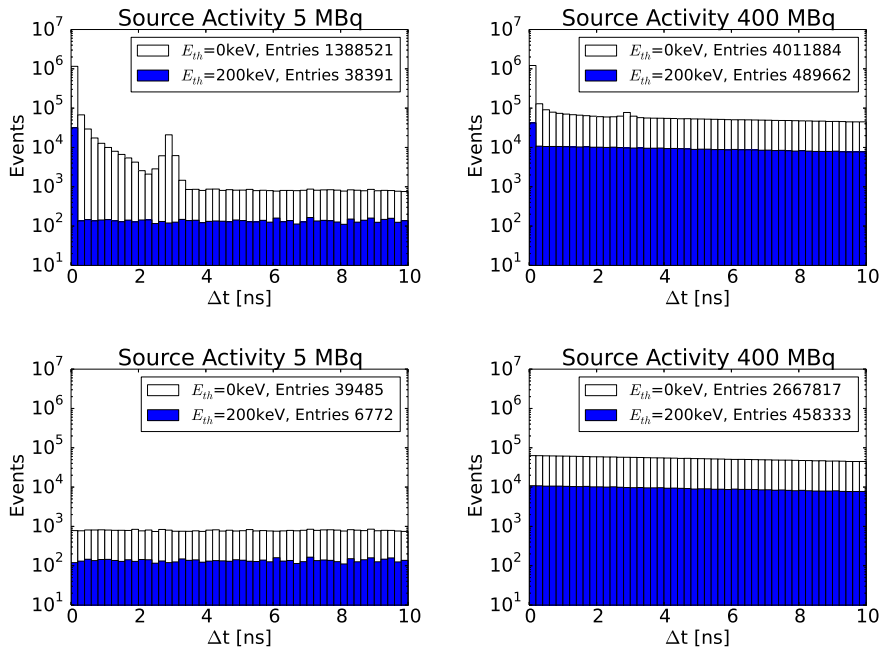 Source Activity 5 MBq
Events
10^7
10^6
10^5
10^4
10^3
10^2
10^1
E_th=0keV, Entries 1388521
E_th=200keV, Entries 38391
0 2 4 6 8 10
Δt [ns]
Source Activity 400 MBq
Events
10^7
10^6
10^5
10^4
10^3
10^2
10^1
E_th=0keV, Entries 4011884
E_th=200keV, Entries 489662
0 2 4 6 8 10
Δt [ns]
Source Activity 5 MBq
Events
10^7
10^6
10^5
10^4
10^3
10^2
10^1
E_th=0keV, Entries 39485
E_th=200keV, Entries 6772
0 2 4 6 8 10
Δt [ns]
Source Activity 400 MBq
Events
10^7
10^6
10^5
10^4
10^3
10^2
10^1
E_th=0keV, Entries 2667817
E_th=200keV, Entries 458333
0 2 4 6 8 10
Δt [ns]